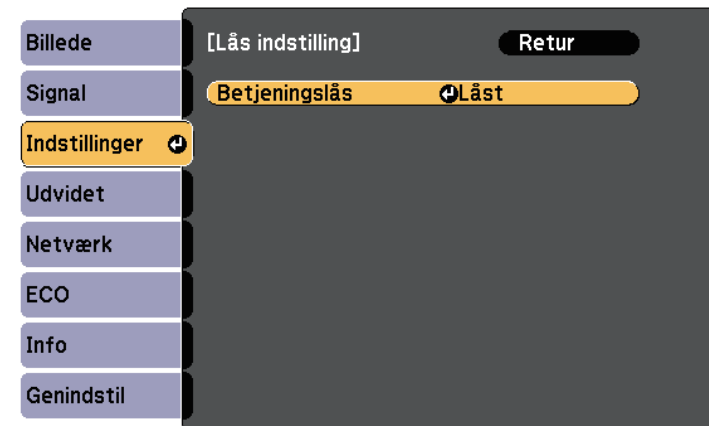 Billede
Signal
Indstillinger
Udvidet
Netværk
ECO
Info
Genindstil
[Lås indstilling] Retur
Betjeningslås Låst